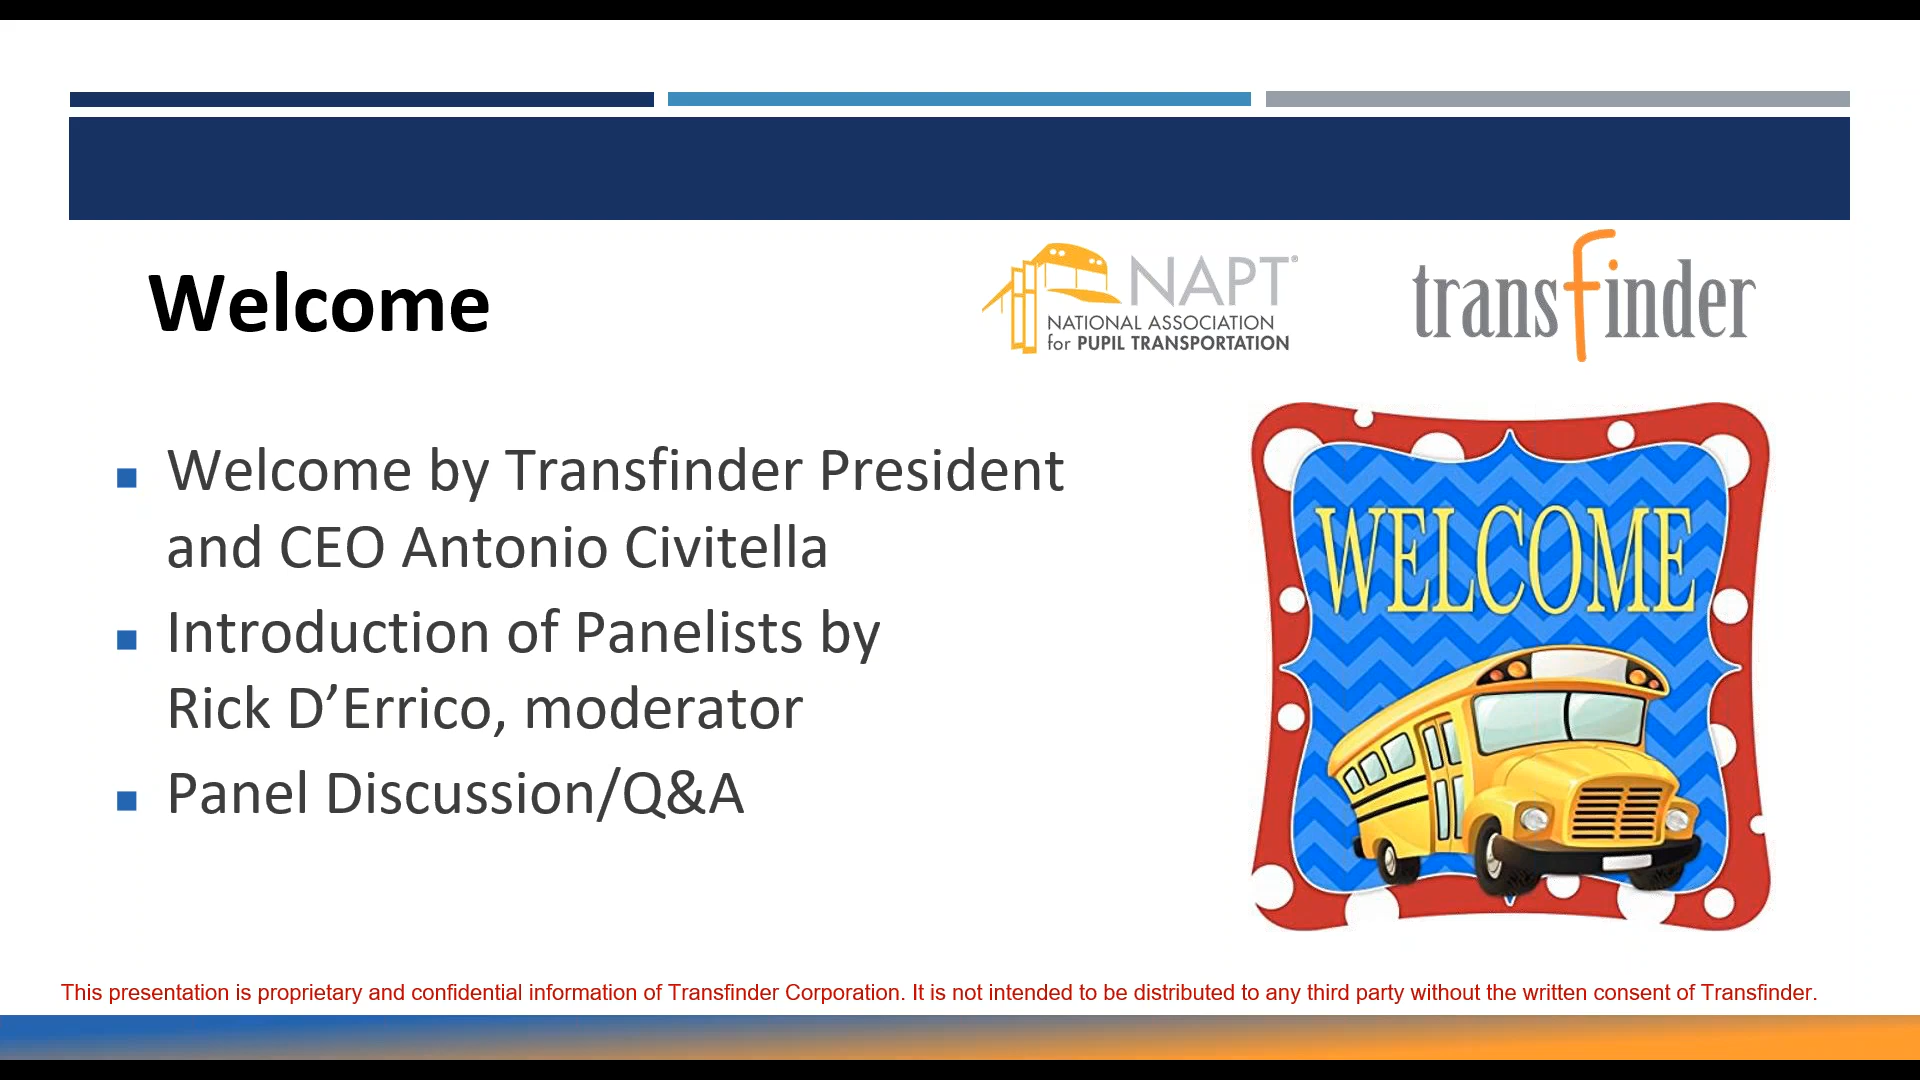 Welcome
NAPT®
NATIONAL ASSOCIATION
for PUPIL TRANSPORTATION
transfinder
Welcome by Transfinder President
and CEO Antonio Civitella
Introduction of Panelists by
Rick D’Errico, moderator
Panel Discussion/Q&A
WELCOME
This presentation is proprietary and confidential information of Transfinder Corporation. It is not intended to be distributed to any third party without the written consent of Transfinder.